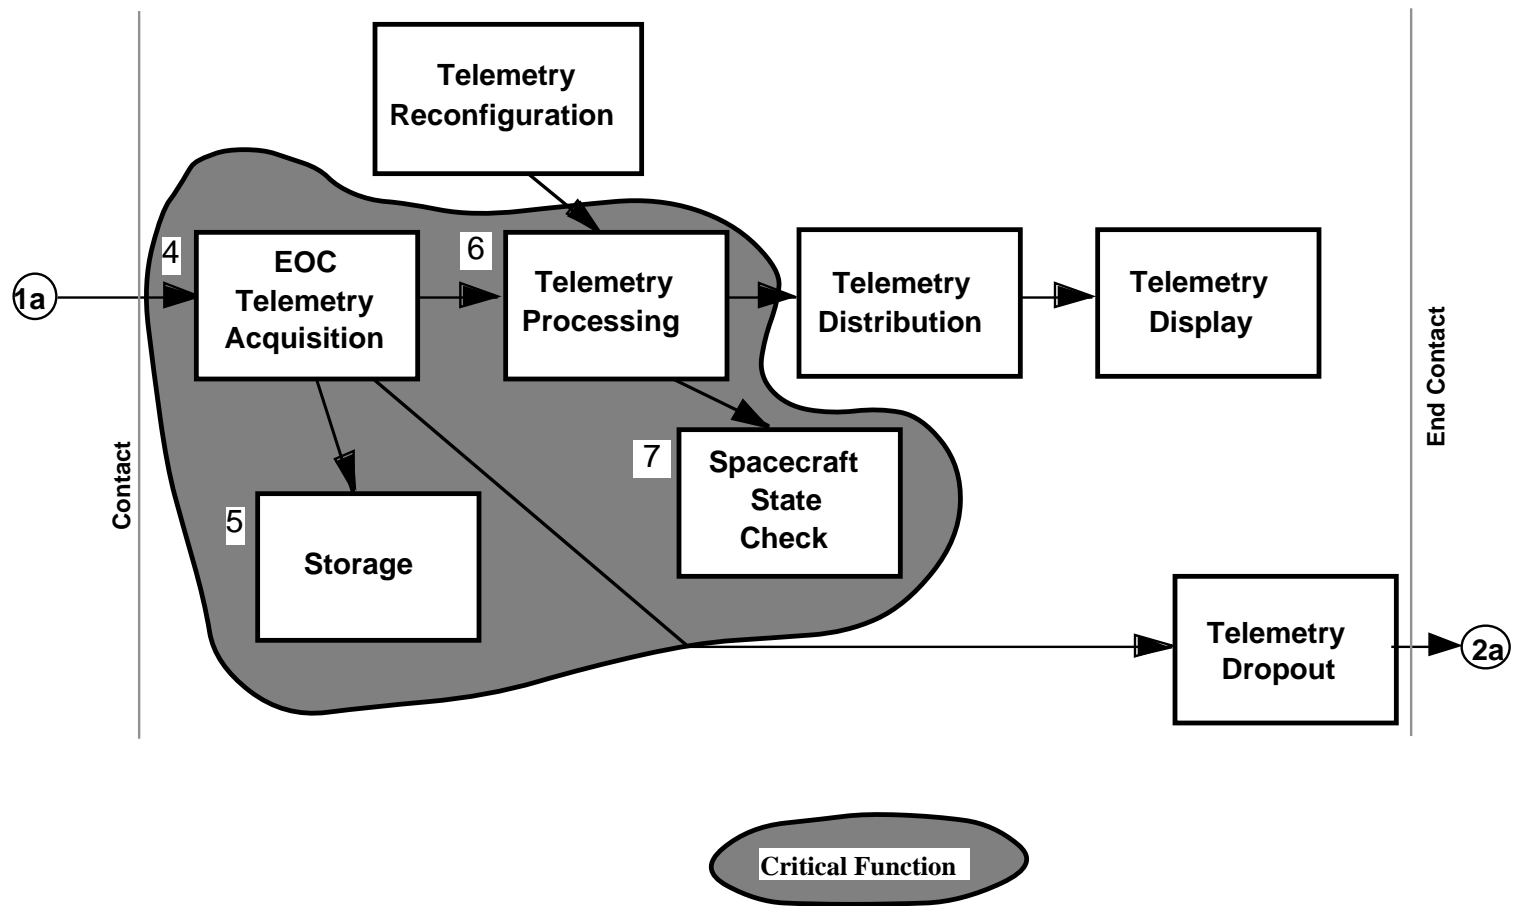 Telemetry
Reconfiguration
4
EOC
Telemetry
Acquisition
6
Telemetry
Processing
Telemetry
Distribution
Telemetry
Display
1a
Contact
End Contact
5
Storage
7
Spacecraft
State
Check
Telemetry
Dropout
2a
Critical Function